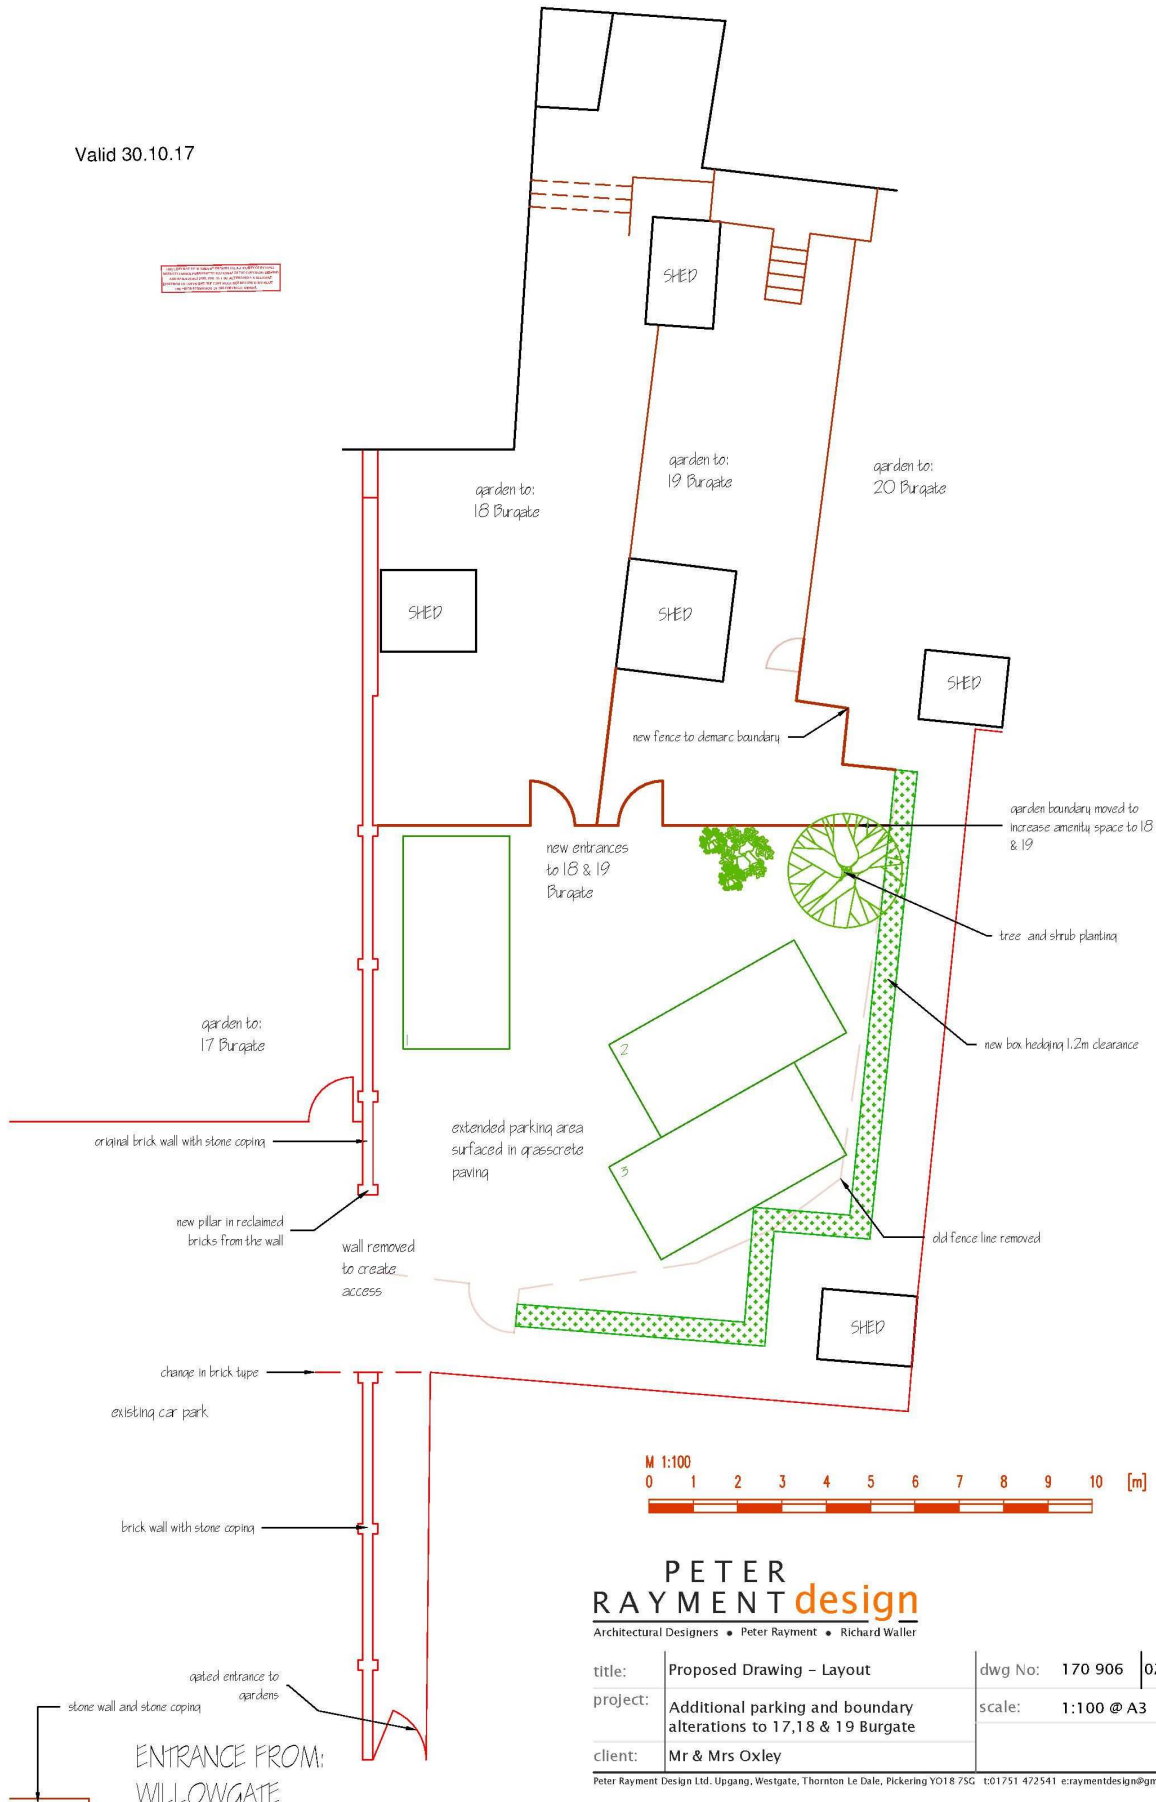 Valid 30.10.17
SHED
garden to:
19 Burgate
garden to:
20 Burgate
garden to:
18 Burgate
SHED
SHED
SHED
new fence to demarc boundary
garden boundary moved to
increase amenity space to 18
& 19
new entrances
to 18 & 19
Burgate
tree and shrub planting
garden to:
17 Burgate
1
2
new box hedging 1.2m clearance
original brick wall with stone coping
extended parking area
surfaced in grasscrete
paving
3
new pillar in reclaimed
bricks from the wall
wall removed
to create
access
old fence line removed
SHED
change in brick type
existing car park
M 1:100
0 1 2 3 4 5 6 7 8 9 10 [m]
brick wall with stone coping
PETER
RAYMENT design
Architectural Designers • Peter Rayment • Richard Waller
gated entrance to
gardens
title: Proposed Drawing - Layout dwg No: 170 906 02
stone wall and stone coping
project: Additional parking and boundary
alterations to 17,18 & 19 Burgate
scale: 1:100 @ A3
ENTRANCE FROM:
WILLOWGATE
client: Mr & Mrs Oxley
Peter Rayment Design Ltd. Upgang, Westgate, Thornton Le Dale, Pickering YO18 7SG t:01751 472541 e:raymentdesign@gm